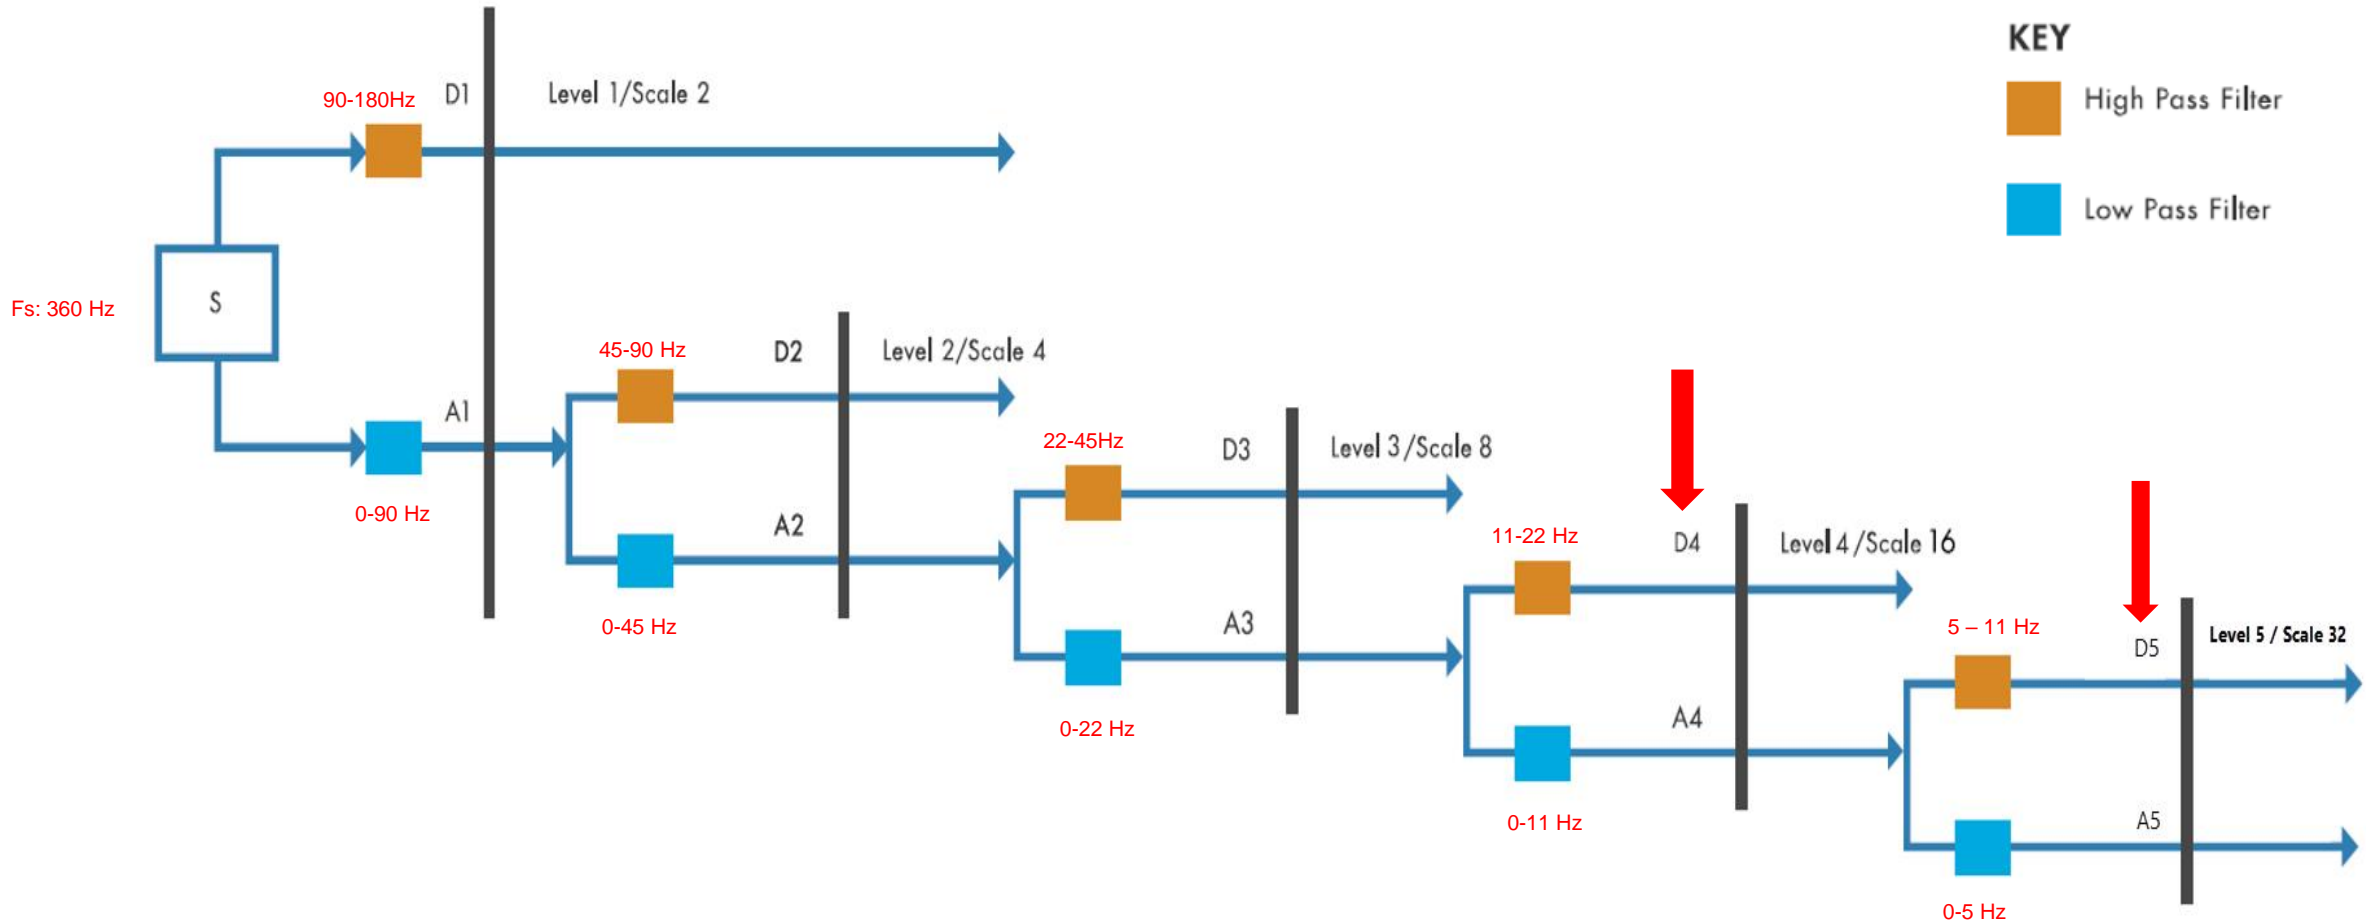 KEY
High Pass Filter
Low Pass Filter
90-180Hz
D1
Level 1/Scale 2
S
Fs: 360 Hz
A1
0-90 Hz
45-90 Hz
D2
Level 2/Scale 4
A2
0-45 Hz
22-45Hz
D3
Level 3/Scale 8
A3
0-22 Hz
11-22 Hz
D4
Level 4/Scale 16
A4
0-11 Hz
5 – 11 Hz
D5
Level 5 / Scale 32
A5
0-5 Hz